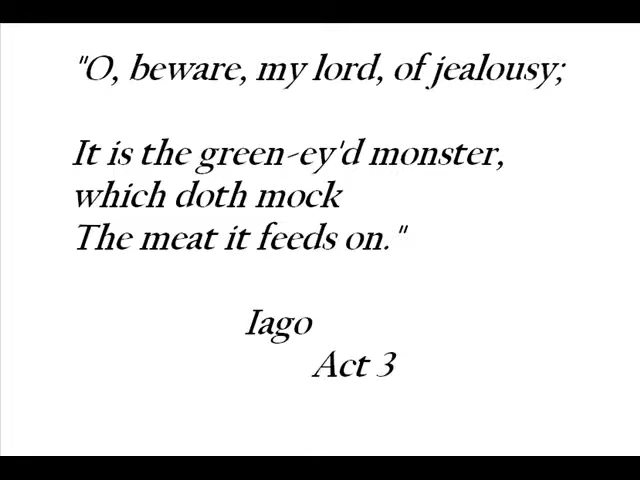 "O, beware, my lord, of jealousy;
It is the green-ey'd monster,
which doth mock
The meat it feeds on."
Iago
Act 3